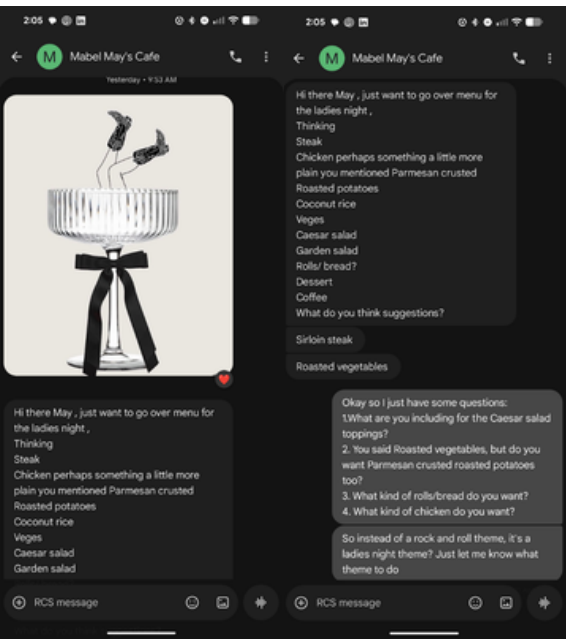 2:05
Mabel May's Cafe
Yesterday • 9:53 AM
Hi there May , just want to go over menu for
the ladies night ,
Thinking
Steak
Chicken perhaps something a little more
plain you mentioned Parmesan crusted
Roasted potatoes
Coconut rice
Veges
Caesar salad
Garden salad
RCS message
2:05
Mabel May's Cafe
Hi there May , just want to go over menu for
the ladies night ,
Thinking
Steak
Chicken perhaps something a little more
plain you mentioned Parmesan crusted
Roasted potatoes
Coconut rice
Veges
Caesar salad
Garden salad
Rolls/ bread?
Dessert
Coffee
What do you think suggestions?
Sirloin steak
Roasted vegetables
Okay so I just have some questions:
1.What are you including for the Caesar salad
toppings?
2. You said Roasted vegetables, but do you
want Parmesan crusted roasted potatoes
too?
3. What kind of rolls/bread do you want?
4. What kind of chicken do you want?
So instead of a rock and roll theme, it's a
ladies night theme? Just let me know what
theme to do
RCS message